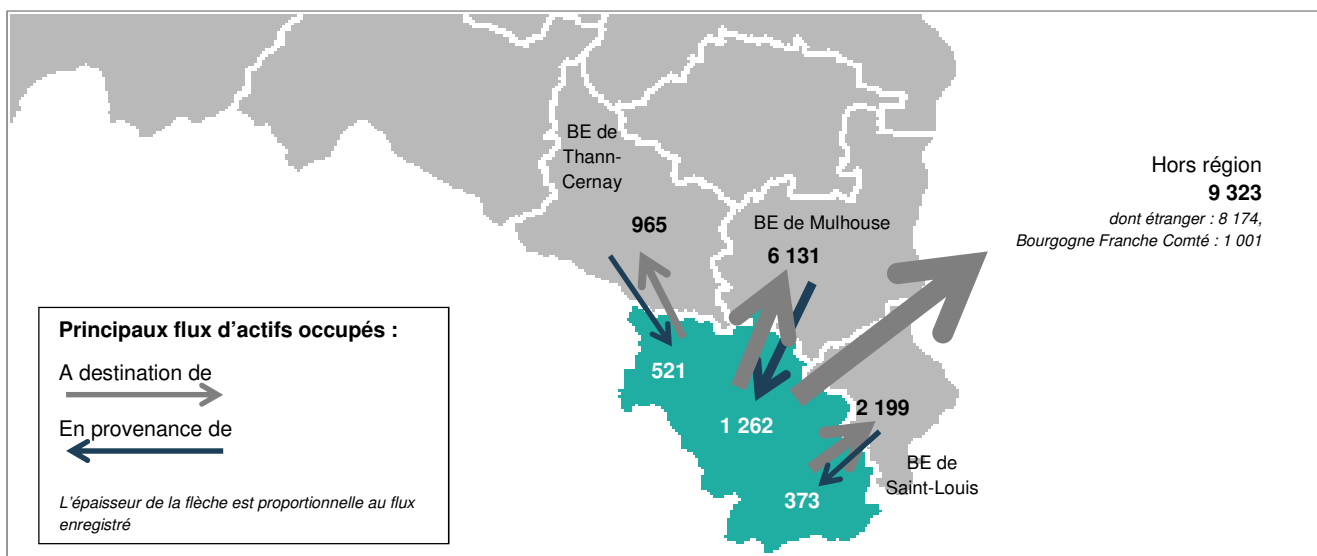 BE de
Thann-
Cernay
965
BE de Mulhouse
6 131
Hors région
9 323
dont étranger : 8 174,
Bourgogne Franche Comté : 1 001
521
1 262
2 199
373
BE de
Saint-Louis
Principaux flux d'actifs occupés :
A destination de
En provenance de
L'épaisseur de la flèche est proportionnelle au flux
enregistré